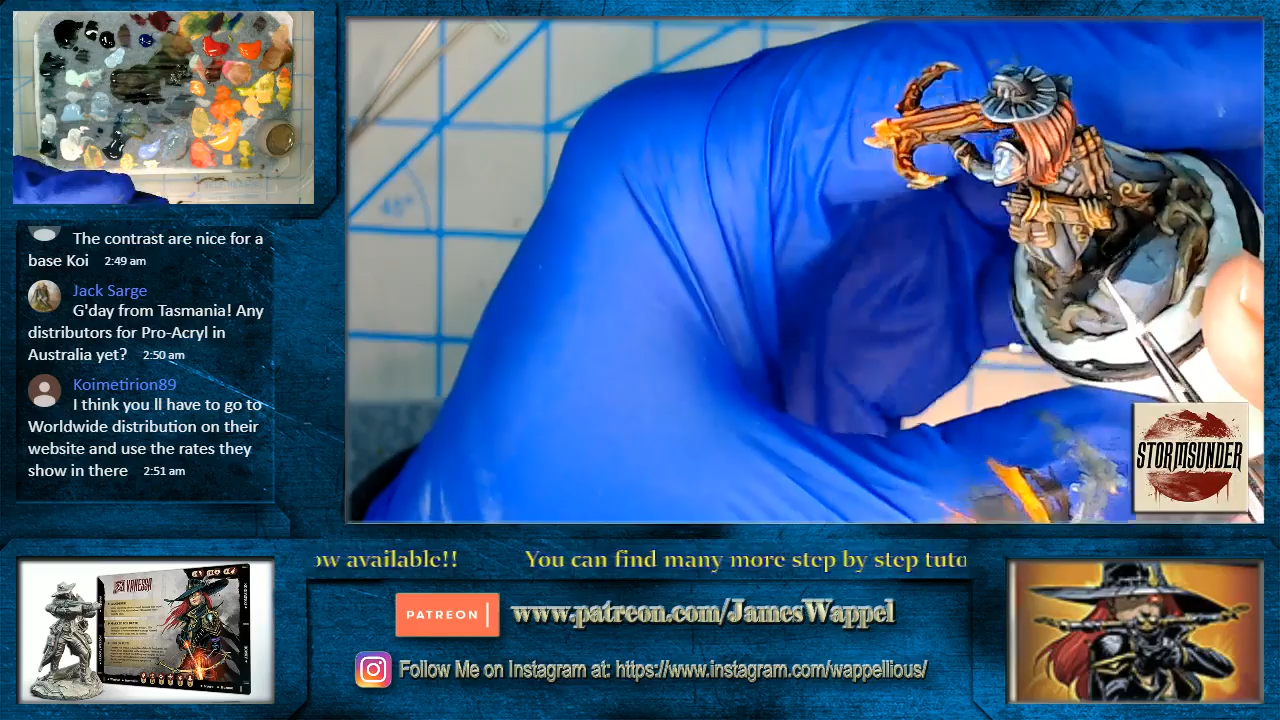 The contrast are nice for a
base Koi 2:49 am
Jack Sarge
G'day from Tasmania! Any
distributors for Pro-Acryl in
Australia yet? 2:50 am
Koimetirion89
I think you ll have to go to
Worldwide distribution on their
website and use the rates they
show in there 2:51 am
STORMSUNDER
VANESSA
ow available!! You can find many more step by step tuto
PATREON www.patreon.com/JamesWappel
Follow Me on Instagram at: https://www.instagram.com/wappellious/